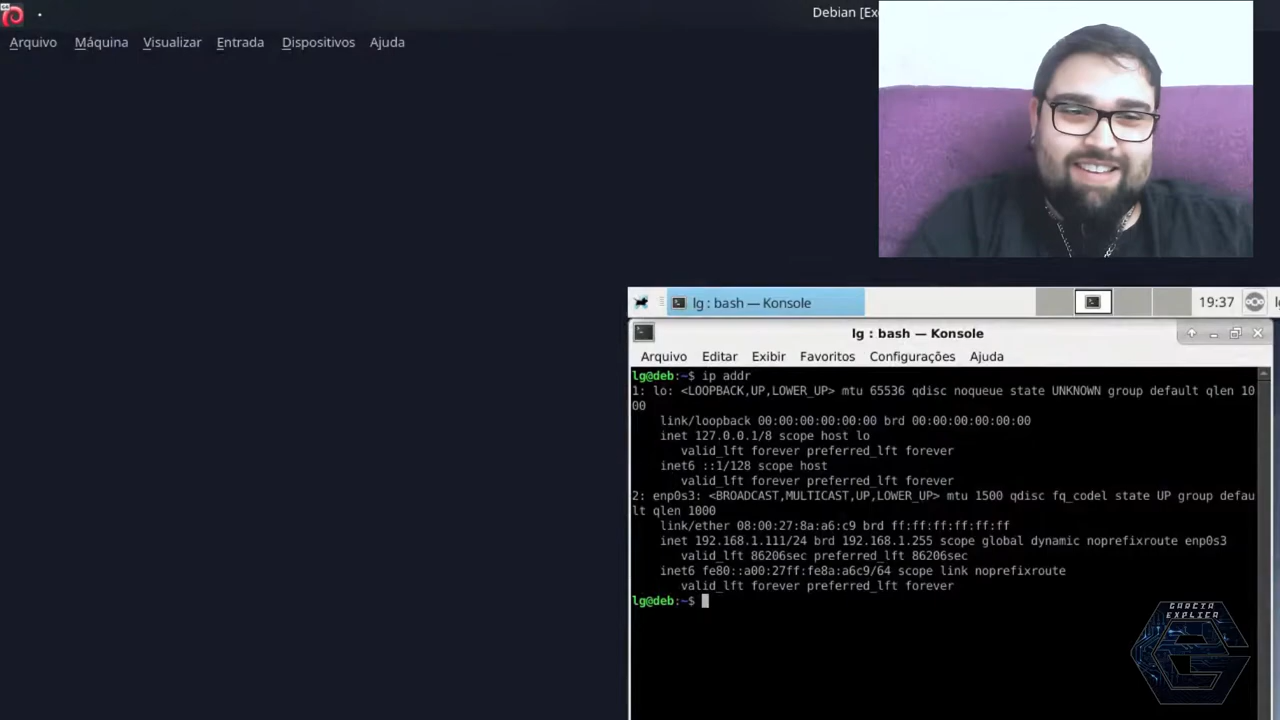 Debian [Ex
Arquivo Máquina Visualizar Entrada Dispositivos Ajuda
lg : bash — Konsole
19:37
lg : bash — Konsole
Arquivo Editar Exibir Favoritos Configurações Ajuda
lg@deb:~$ ip addr
1: lo: <LOOPBACK,UP,LOWER_UP> mtu 65536 qdisc noqueue state UNKNOWN group default qlen 10
00
link/loopback 00:00:00:00:00:00 brd 00:00:00:00:00:00
inet 127.0.0.1/8 scope host lo
valid_lft forever preferred_lft forever
inet6 ::1/128 scope host
valid_lft forever preferred_lft forever
2: enp0s3: <BROADCAST,MULTICAST,UP,LOWER_UP> mtu 1500 qdisc fq_codel state UP group defau
lt qlen 1000
link/ether 08:00:27:8a:a6:c9 brd ff:ff:ff:ff:ff:ff
inet 192.168.1.111/24 brd 192.168.1.255 scope global dynamic noprefixroute enp0s3
valid_lft 86206sec preferred_lft 86206sec
inet6 fe80::a00:27ff:fe8a:a6c9/64 scope link noprefixroute
valid_lft forever preferred_lft forever
lg@deb:~$
GARCIA
EXPLICA